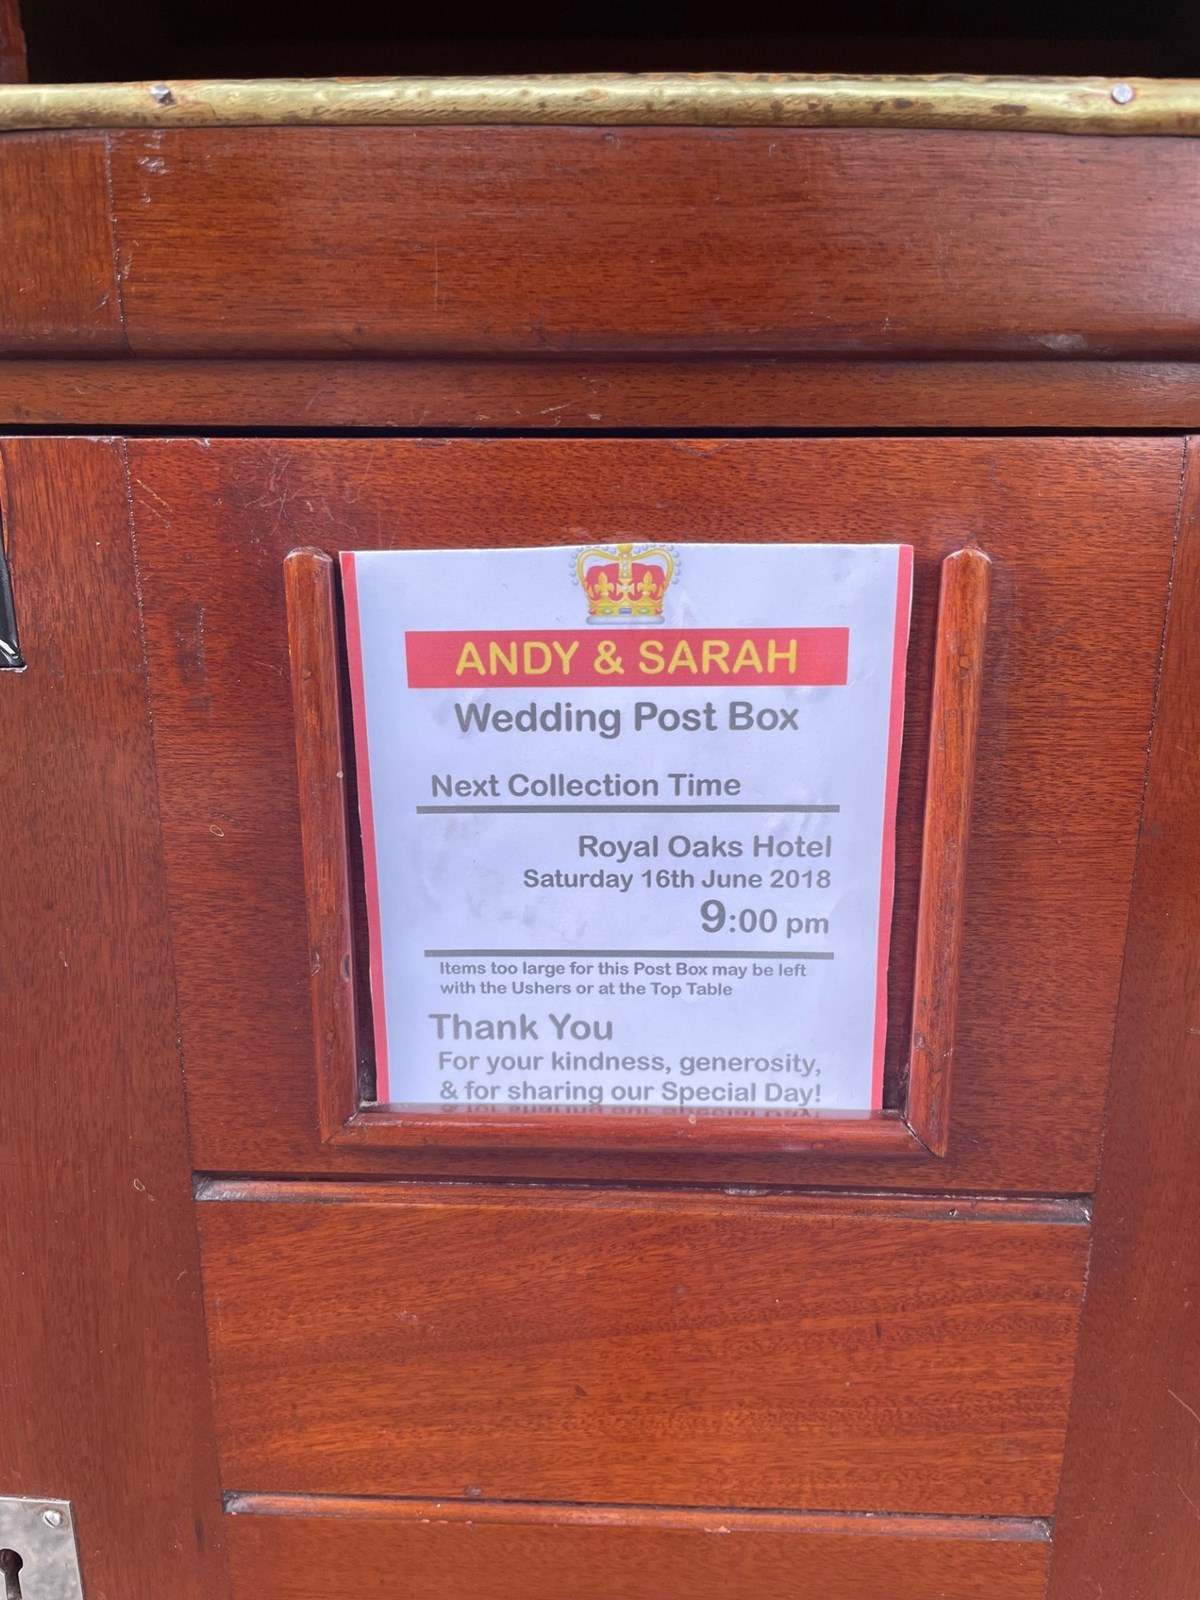 ANDY & SARAH
Wedding Post Box
Next Collection Time
Royal Oaks Hotel
Saturday 16th June 2018
9:00 pm
Items too large for this Post Box may be left
with the Ushers or at the Top Table
Thank You
For your kindness, generosity,
& for sharing our Special Day!